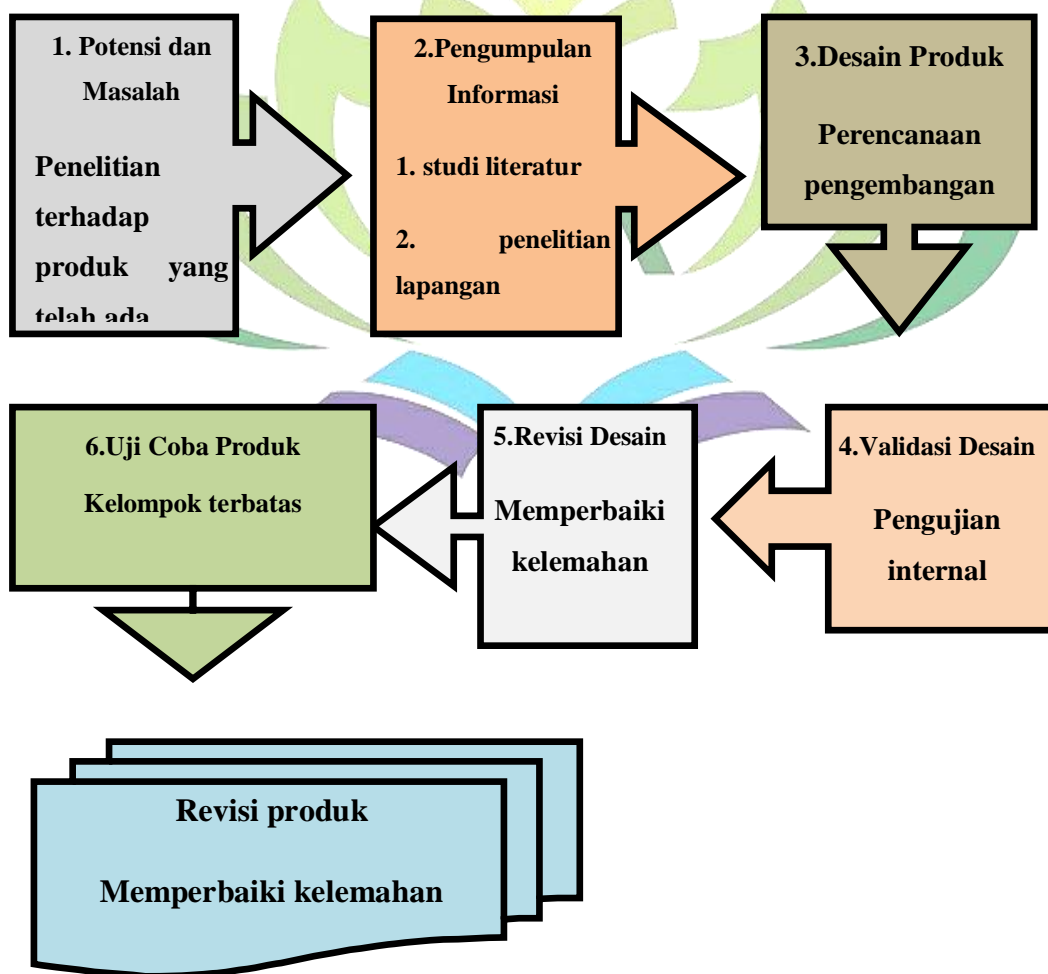 1. Potensi dan
Masalah
Penelitian
terhadap
produk yang
telah ada
2.Pengumpulan
Informasi
1. studi literatur
2. penelitian
lapangan
3.Desain Produk
Perencanaan
pengembangan
4.Validasi Desain
Pengujian
internal
5.Revisi Desain
Memperbaiki
kelemahan
6.Uji Coba Produk
Kelompok terbatas
Revisi produk
Memperbaiki kelemahan